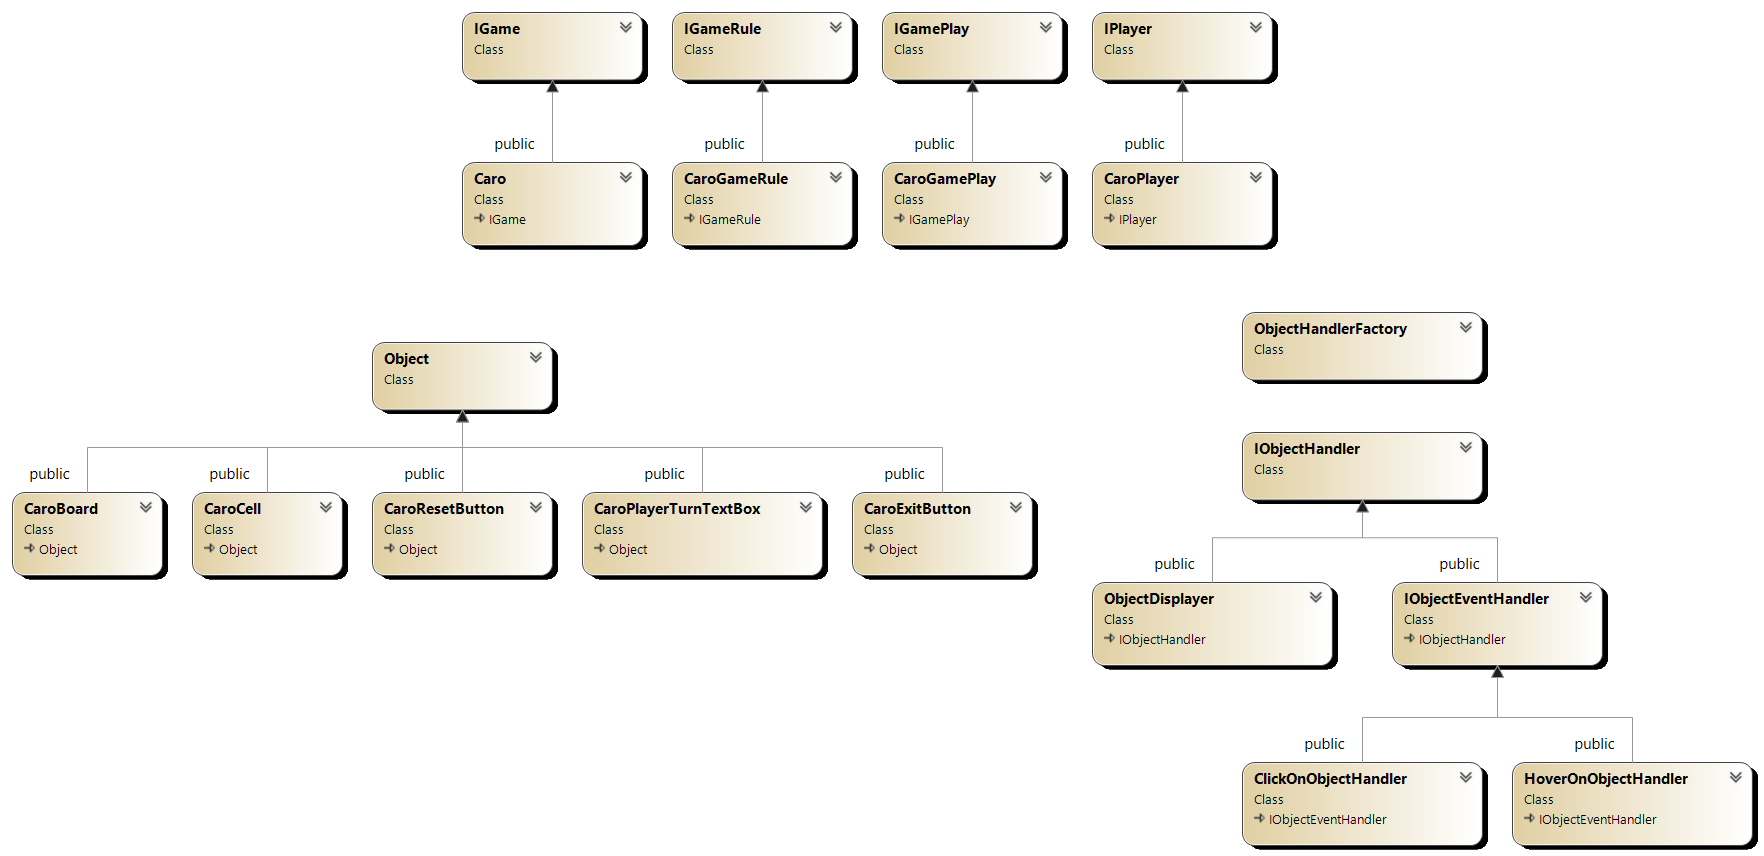 IGame
Class
IGameRule
Class
IGamePlay
Class
IPlayer
Class
public
public
public
public
Caro
Class
IGame
CaroGameRule
Class
IGameRule
CaroGamePlay
Class
IGamePlay
CaroPlayer
Class
IPlayer
ObjectHandlerFactory
Class
Object
Class
IObjectHandler
Class
public
public
public
public
public
CaroBoard
Class
Object
CaroCell
Class
Object
CaroResetButton
Class
Object
CaroPlayerTurnTextBox
Class
Object
CaroExitButton
Class
Object
public
public
ObjectDisplayer
Class
IObjectHandler
IObjectEventHandler
Class
IObjectHandler
public
public
ClickOnObjectHandler
Class
IObjectEventHandler
HoverOnObjectHandler
Class
IObjectEventHandler